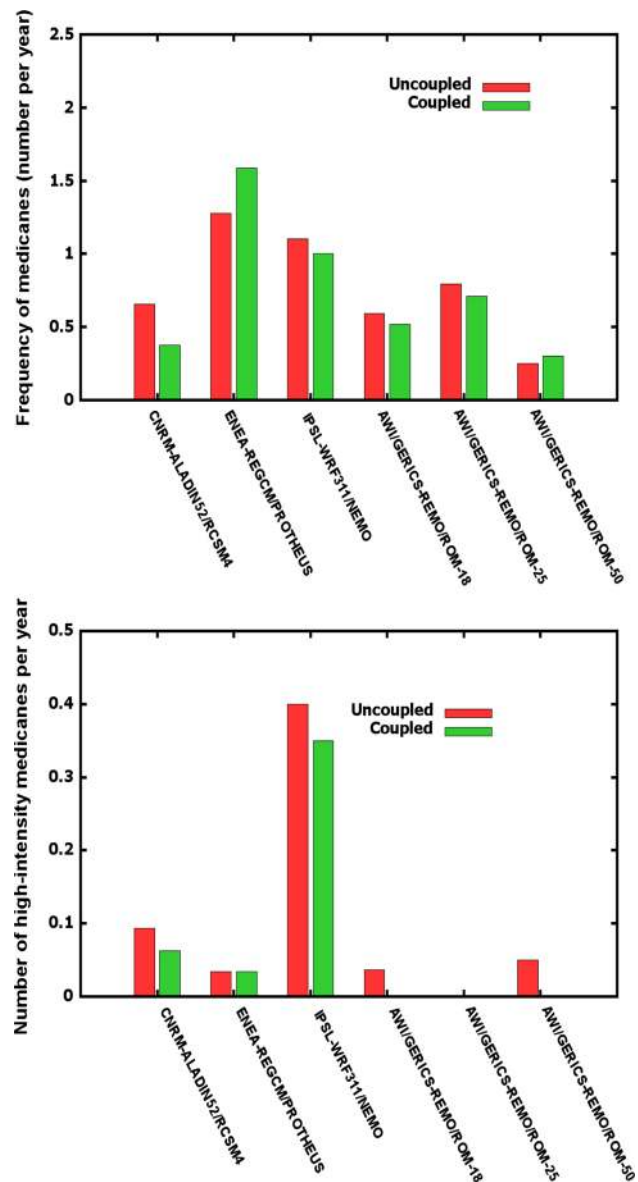 Frequency of medicanes (number per year)
2.5
2
1.5
1
0.5
0
Uncoupled
Coupled
CNRM-ALADIN52/RCSM4
ENEA-REGCM/PROTHEUS
IPSL-WRF311/NEMO
AWI/GERICS-REMO/ROM-18
AWI/GERICS-REMO/ROM-25
AWI/GERICS-REMO/ROM-50
Number of high-intensity medicanes per year
0.5
0.4
0.3
0.2
0.1
0
Uncoupled
Coupled
CNRM-ALADIN52/RCSM4
ENEA-REGCM/PROTHEUS
IPSL-WRF311/NEMO
AWI/GERICS-REMO/ROM-18
AWI/GERICS-REMO/ROM-25
AWI/GERICS-REMO/ROM-50